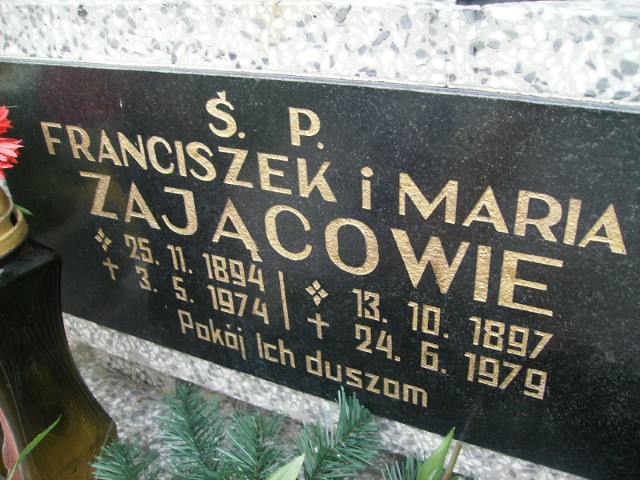 Ś. P.
FRANCISZEK i MARIA
ZAJĄCOWIE
25. 11. 1894 13. 10. 1897
3. 5. 1974 24. 6. 1979
Pokój Ich duszom